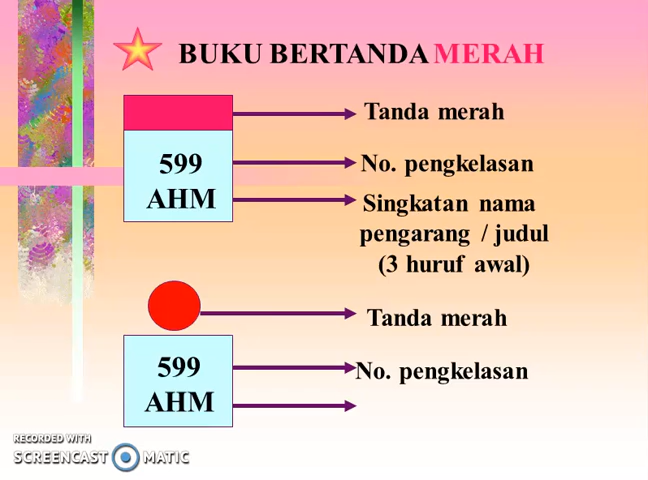 BUKU BERTANDA MERAH
Tanda merah
599
No. pengkelasan
AHM
Singkatan nama
pengarang / judul
(3 huruf awal)
Tanda merah
599
No. pengkelasan
AHM
RECORDED WITH
SCREENCAST MATIC